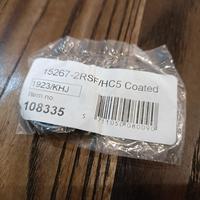 15267-2RSF/HC5 Coated
1923/KHJ
Item no
108335 s